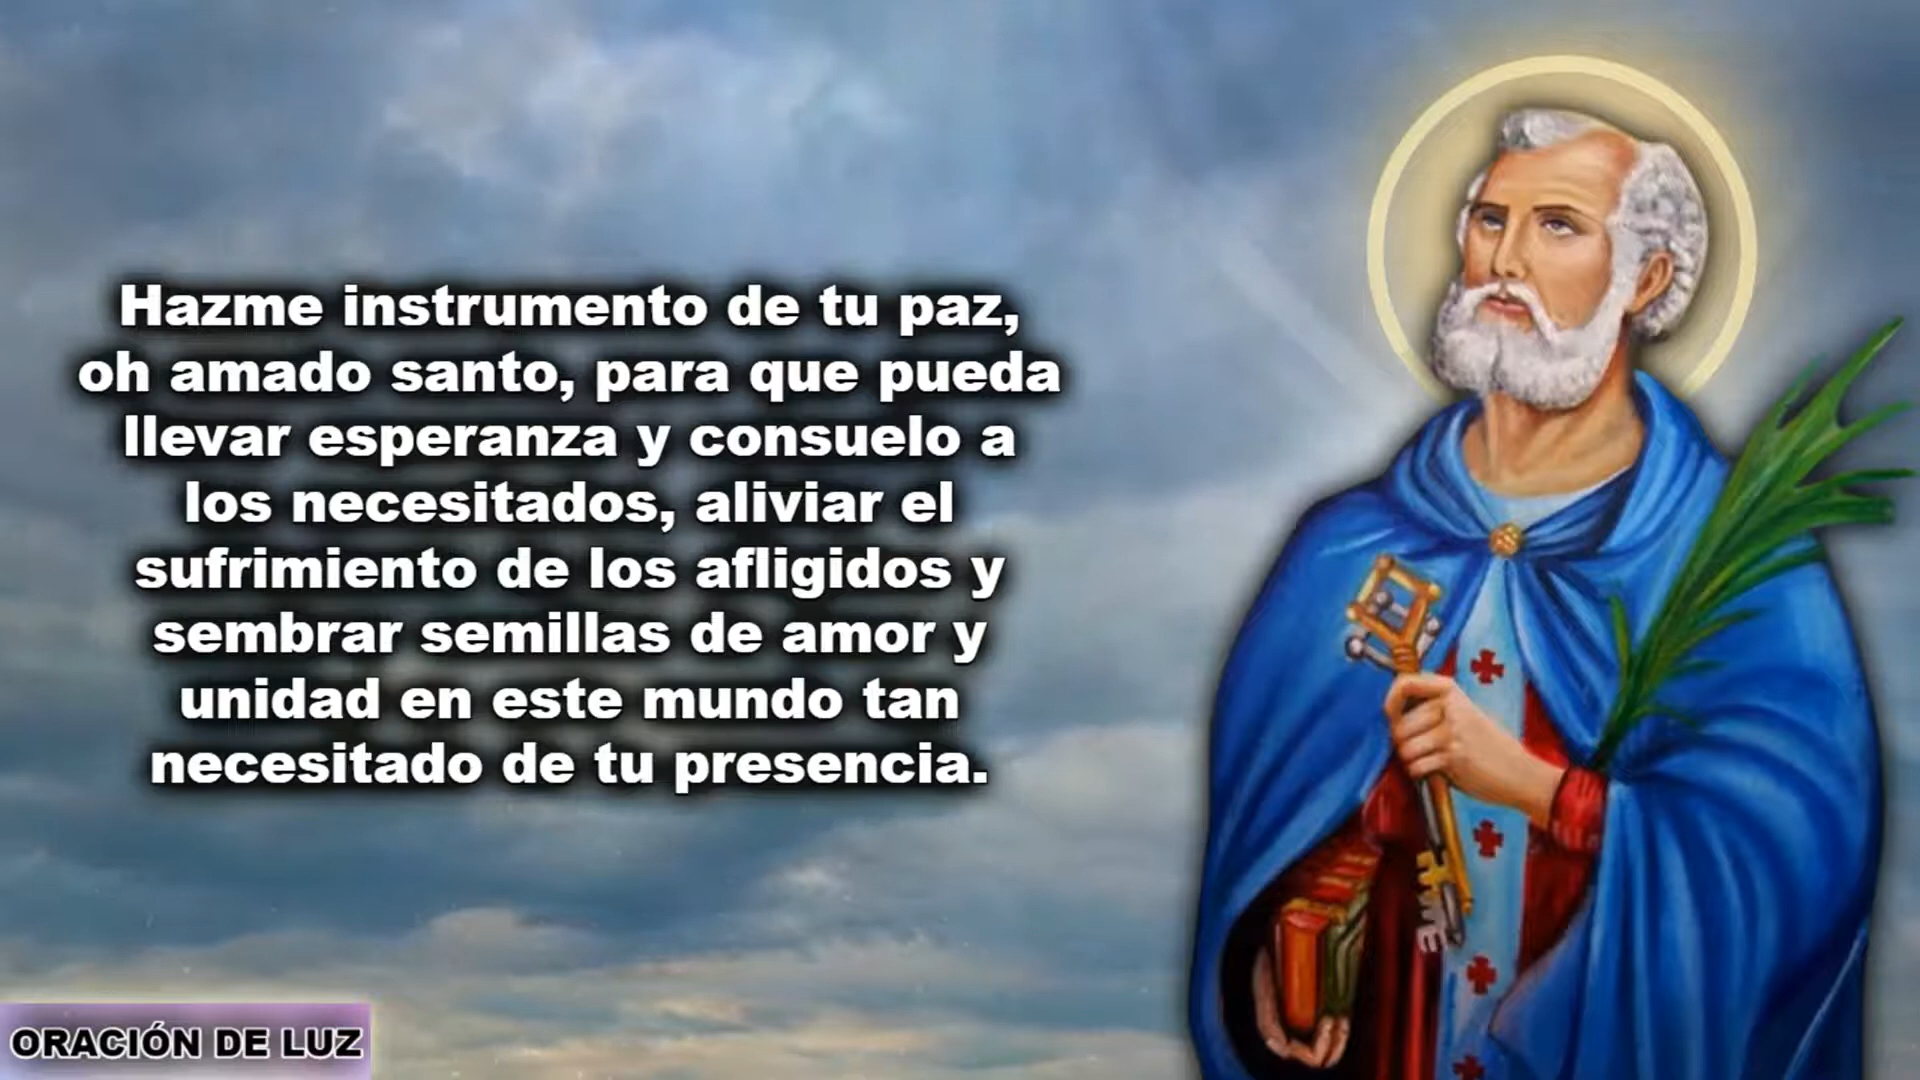 Hazme instrumento de tu paz,
oh amado santo, para que pueda
llevar esperanza y consuelo a
los necesitados, aliviar el
sufrimiento de los afligidos y
sembrar semillas de amor y
unidad en este mundo tan
necesitado de tu presencia.
ORACIÓN DE LUZ